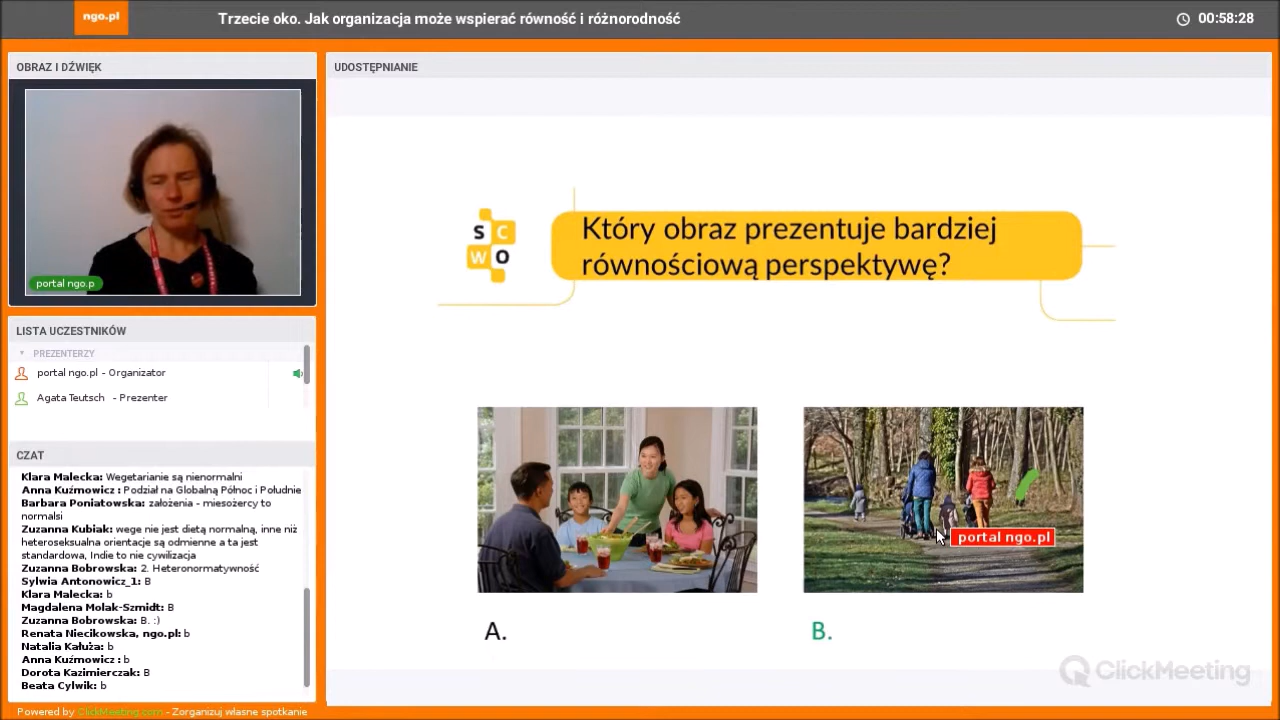 ngo.pl
Trzecie oko. Jak organizacja może wspierać równość i różnorodność
00:58:28
OBRAZ I DŹWIĘK
portal ngo.p
LISTA UCZESTNIKÓW
PREZENTERZY
portal ngo.pl - Organizator
Agata Teutsch - Prezenter
CZAT
Klara Malecka: Wegetarianie są nienormalni
Anna Kuźmowicz : Podział na Globalną Północ i Południe
Barbara Poniatowska: założenia - miesożercy to
normalsi
Zuzanna Kubiak: wege nie jest dietą normalną, inne niż
heteroseksualna orientacje są odmienne a ta jest
standardowa, Indie to nie cywilizacja
Zuzanna Bobrowska: 2. Heteronormatywność
Sylwia Antonowicz_1: B
Klara Malecka: b
Magdalena Molak-Szmidt: B
Zuzanna Bobrowska: B. :)
Renata Niecikowska, ngo.pl: b
Natalia Kałuża: b
Anna Kuźmowicz : b
Dorota Kazimierczak: B
Beata Cylwik: b
Powered by ClickMeeting.com - Zorganizuj własne spotkanie
UDOSTĘPNIANIE
S C
W O
Który obraz prezentuje bardziej
równościową perspektywę?
portal ngo.pl
A.
B.
ClickMeeting